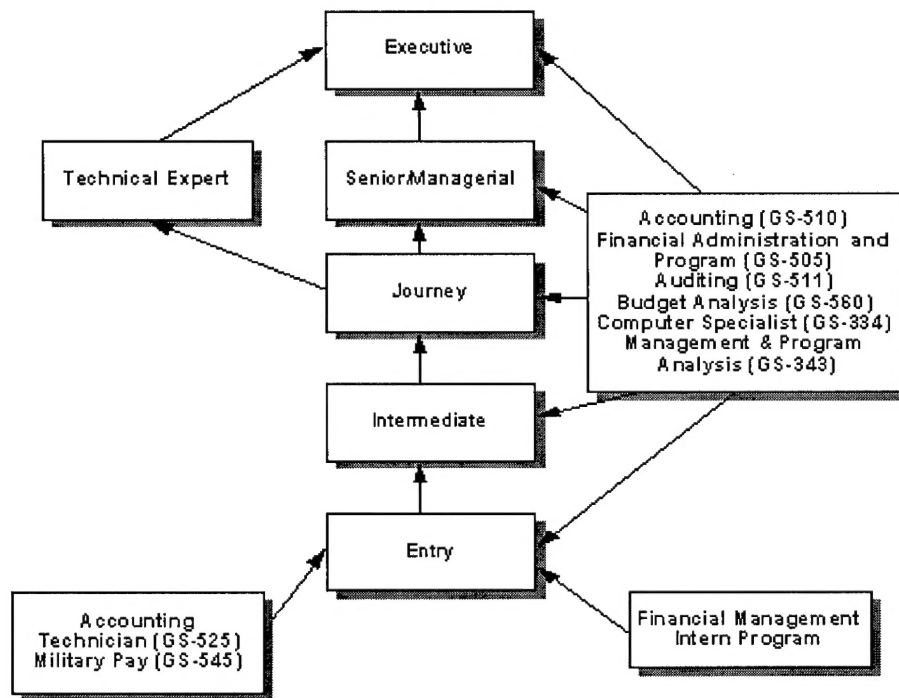 Executive
Technical Expert
Senior/Managerial
Accounting (GS-510)
Financial Administration and
Program (GS-505)
Auditing (GS-511)
Budget Analysis (GS-560)
Computer Specialist (GS-334)
Management & Program
Analysis (GS-343)
Journey
Intermediate
Entry
Accounting
Technician (GS-525)
Military Pay (GS-545)
Financial Management
Intern Program